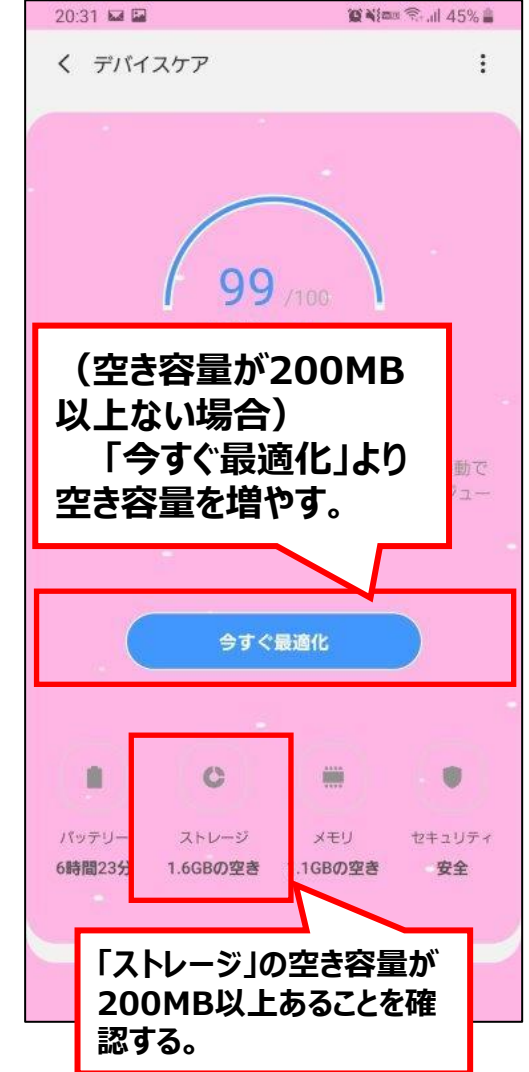 20:31 45%
デバイスケア
99 /100
（空き容量が200MB
以上ない場合）
「今すぐ最適化」より
空き容量を増やす。
動で
今すぐ最適化
バッテリー ストレージ メモリ セキュリティ
6時間23分 1.6GBの空き .1GBの空き 安全
「ストレージ」の空き容量が
200MB以上あることを確
認する。